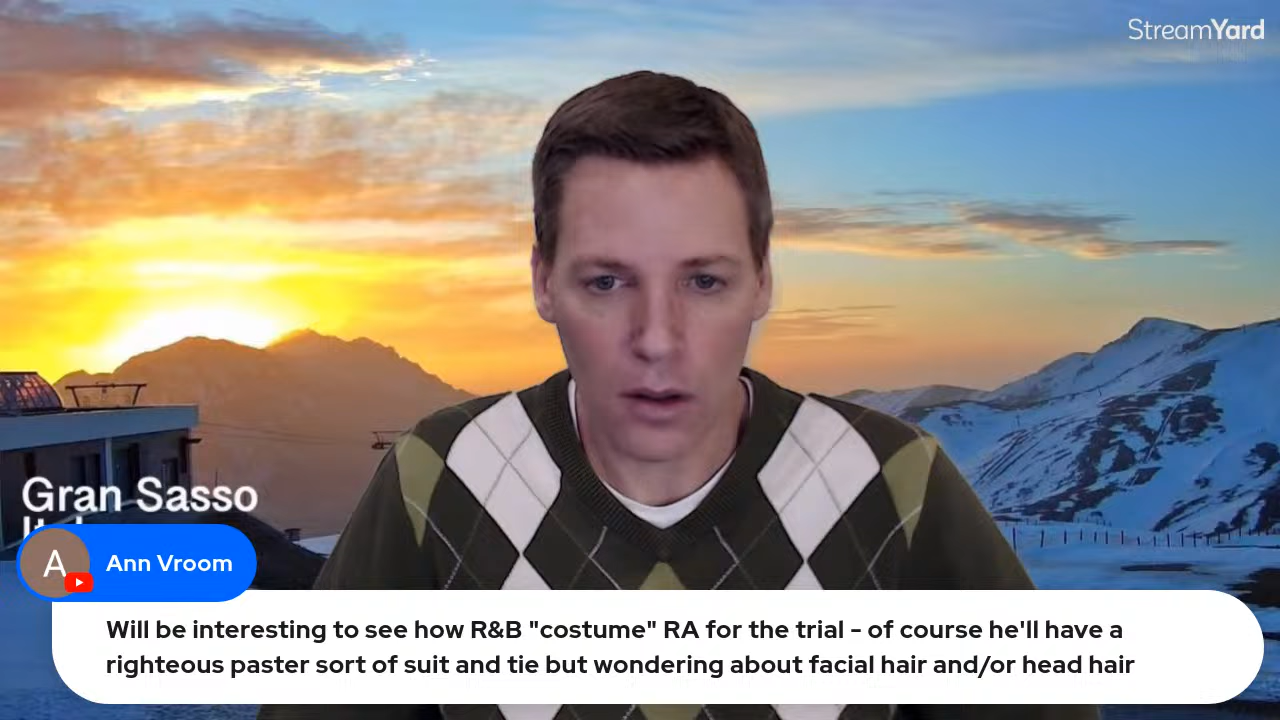 StreamYard
Gran Sasso
Ann Vroom
A
Will be interesting to see how R&B "costume" RA for the trial - of course he'll have a
righteous paster sort of suit and tie but wondering about facial hair and/or head hair